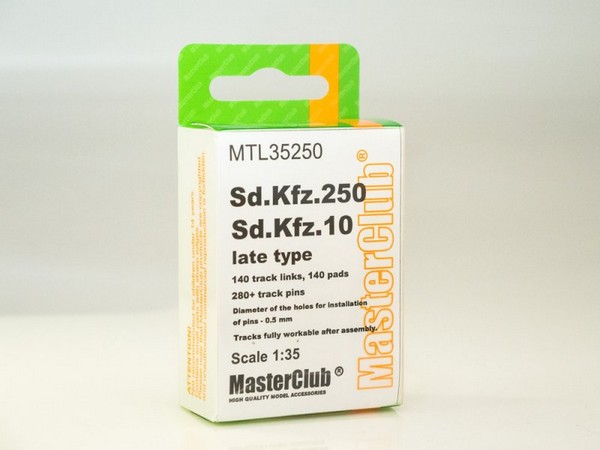 MTL35250
Sd.Kfz.250
Sd.Kfz.10
late type
140 track links, 140 pads
280+ track pins
Diameter of the holes for installation
of pins - 0.5 mm
Tracks fully workable after assembly.
Scale 1:35
MasterClub ®
HIGH QUALITY MODEL ACCESSORIES
MasterClub®
ATTENTION!